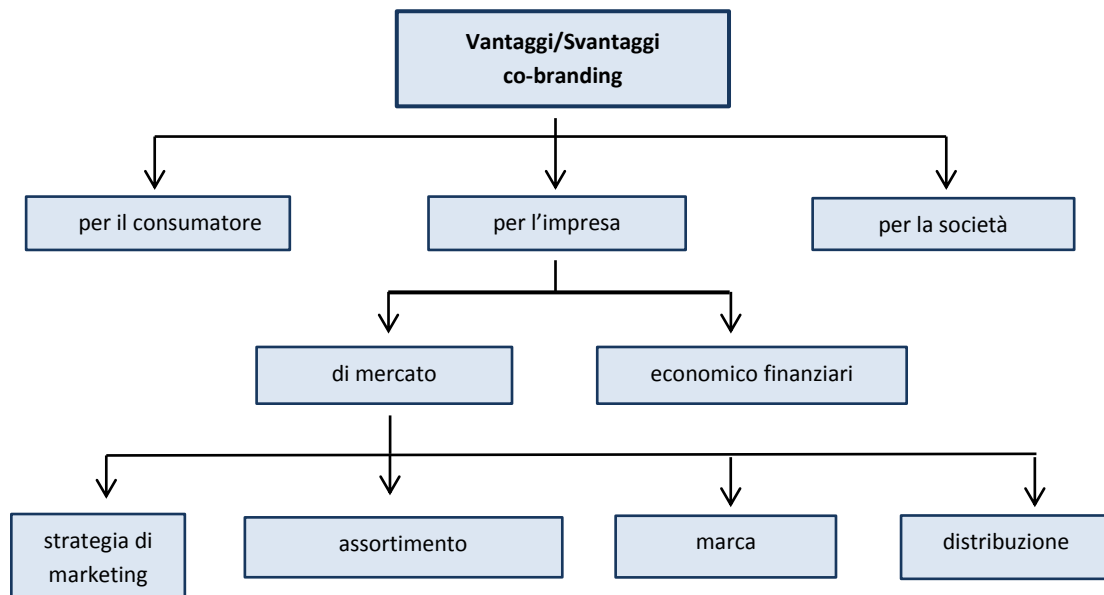 Vantaggi/Svantaggi
co-branding
per il consumatore
per l’impresa
per la società
di mercato
economico finanziari
strategia di
marketing
assortimento
marca
distribuzione